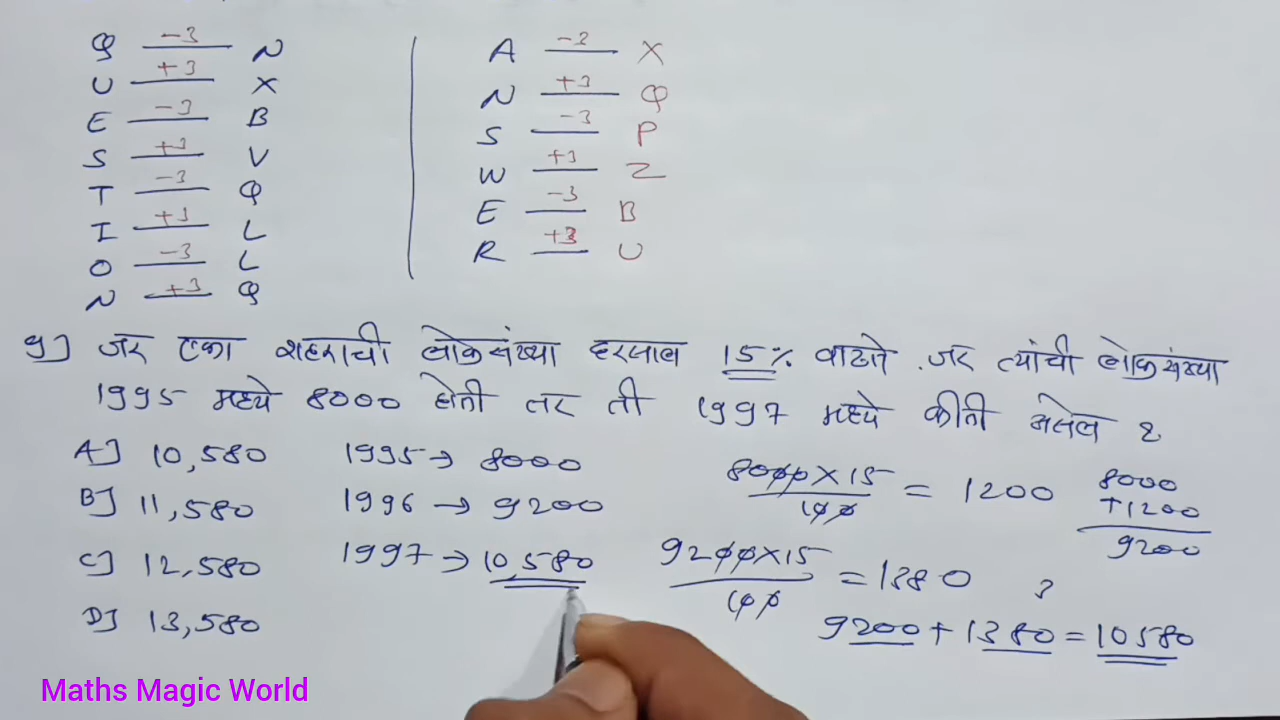 Q -3 N
U +3 X
E -3 B
S +3 V
T -3 Q
I +3 L
O -3 L
N +3 Q
A -3 X
N +3 Q
S -3 P
W +3 Z
E -3 B
R +3 U
9] जर एका शहराची लोकसंख्या दरसाल 15% वाढते . जर त्यांची लोकसंख्या
1995 मध्ये 8000 होती तर ती 1997 मध्ये कीती असेल ?
A] 10,580
B] 11,580
C] 12,580
D] 13,580
1995 → 8000
1996 → 9200
1997 → 10,580
8000 × 15 / 100 = 1200
8000
+1200
9200
9200 × 15 / 100 = 1380
9200 + 1380 = 10580
Maths Magic World